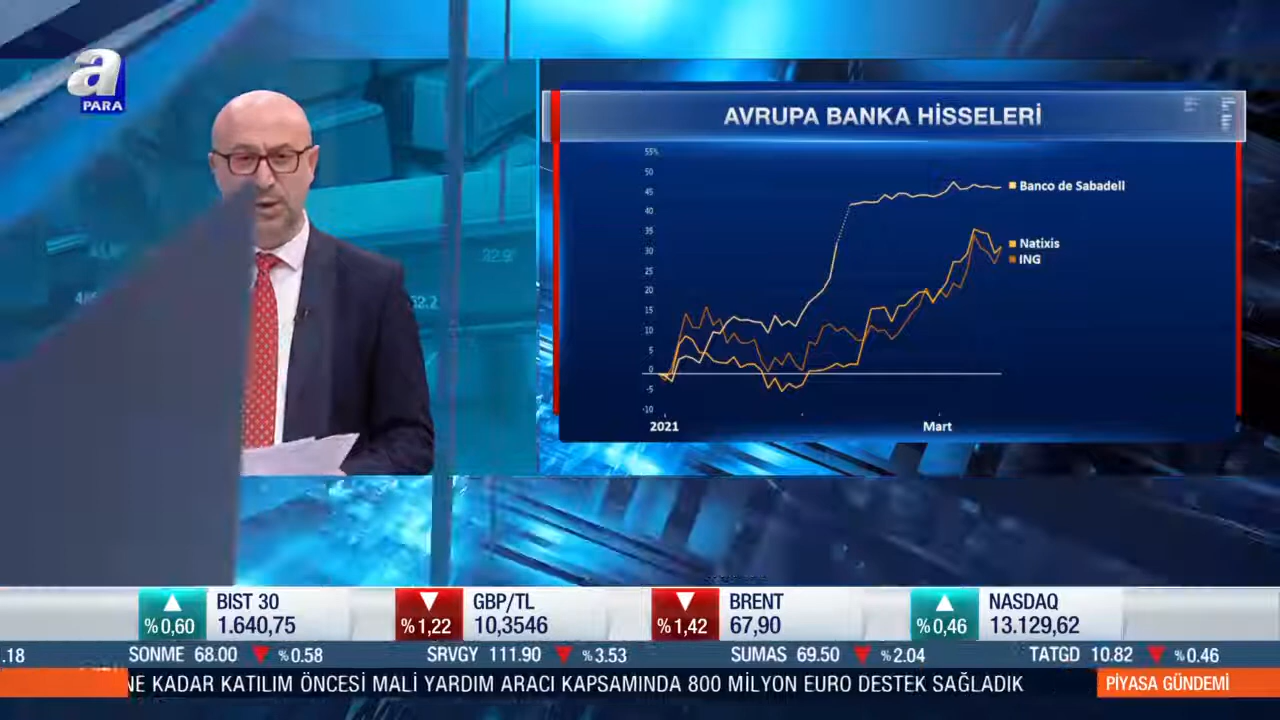 a
PARA
AVRUPA BANKA HİSSELERİ
55%
50
45
40
35
30
25
20
15
10
5
0
-5
-10
Banco de Sabadell
Natixis
ING
2021
Mart
32.9
52.2
BIST 30
%0,60
1.640,75
GBP/TL
%1,22
10,3546
BRENT
%1,42
67,90
NASDAQ
%0,46
13.129,62
.18
SONME 68.00 %0.58
SRVGY 111.90 %3.53
SUMAS 69.50 %2.04
TATGD 10.82 %0.46
NE KADAR KATILIM ÖNCESİ MALİ YARDIM ARACI KAPSAMINDA 800 MİLYON EURO DESTEK SAĞLADIK
PİYASA GÜNDEMİ